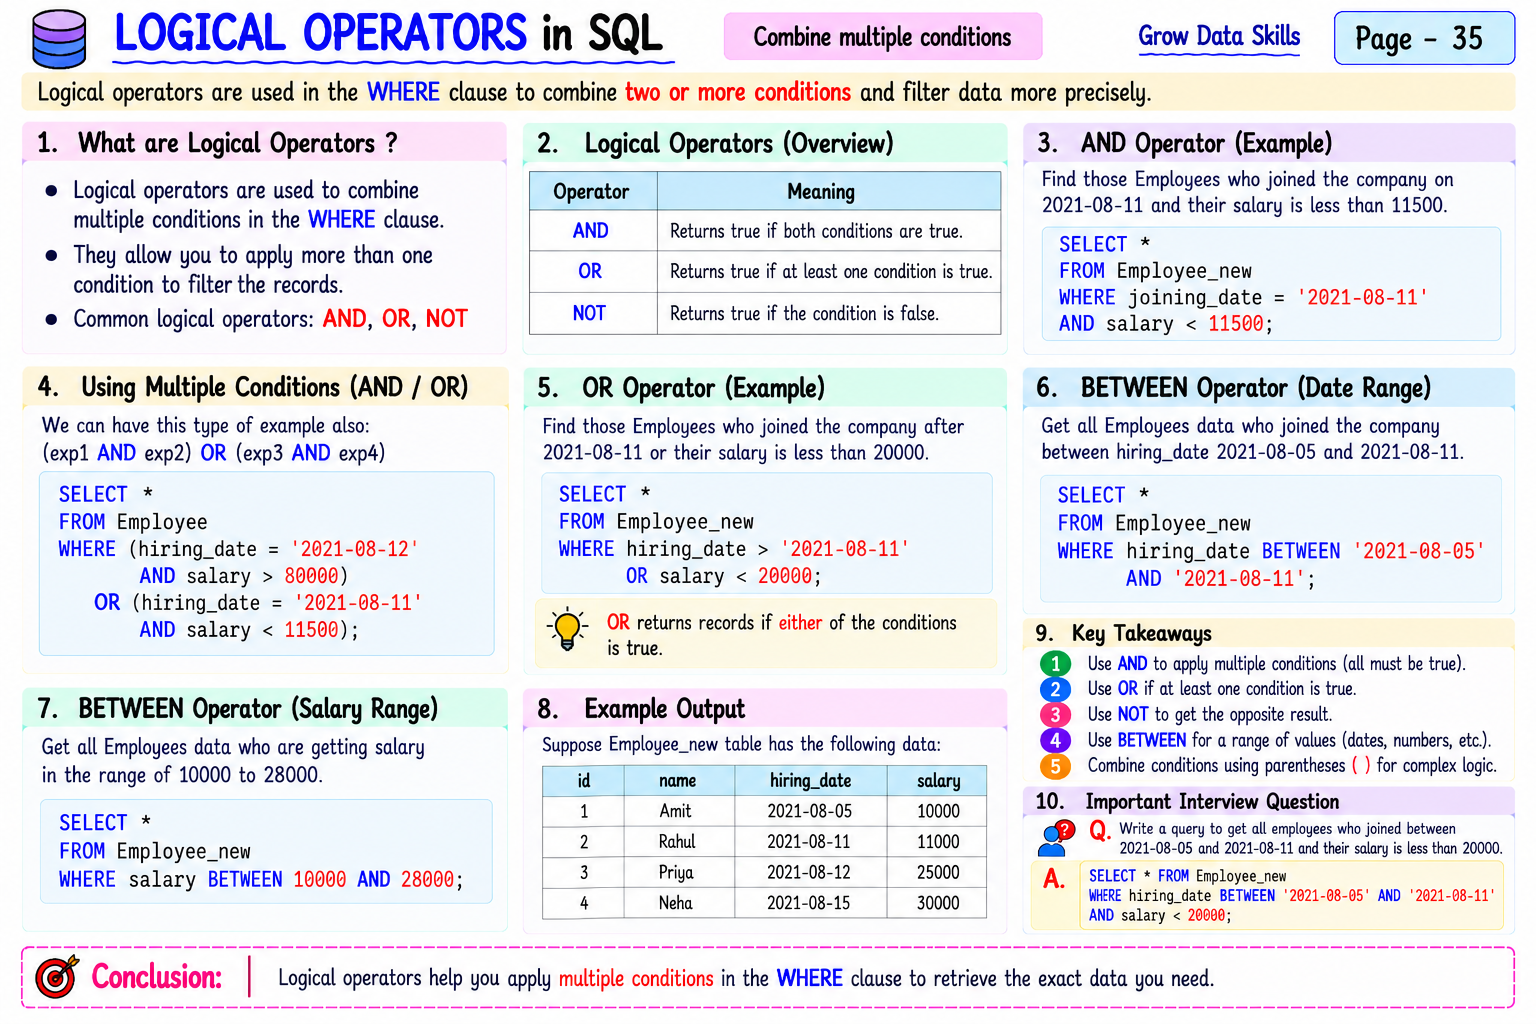 LOGICAL OPERATORS in SQL
Combine multiple conditions
Grow Data Skills
Page - 35
Logical operators are used in the WHERE clause to combine two or more conditions and filter data more precisely.
1. What are Logical Operators ?
● Logical operators are used to combine
multiple conditions in the WHERE clause.
● They allow you to apply more than one
condition to filter the records.
● Common logical operators: AND, OR, NOT
2. Logical Operators (Overview)
Operator Meaning
AND Returns true if both conditions are true.
OR Returns true if at least one condition is true.
NOT Returns true if the condition is false.
3. AND Operator (Example)
Find those Employees who joined the company on
2021-08-11 and their salary is less than 11500.
SELECT *
FROM Employee_new
WHERE joining_date = '2021-08-11'
AND salary < 11500;
4. Using Multiple Conditions (AND / OR)
We can have this type of example also:
(exp1 AND exp2) OR (exp3 AND exp4)
SELECT *
FROM Employee
WHERE (hiring_date = '2021-08-12'
AND salary > 80000)
OR (hiring_date = '2021-08-11'
AND salary < 11500);
5. OR Operator (Example)
Find those Employees who joined the company after
2021-08-11 or their salary is less than 20000.
SELECT *
FROM Employee_new
WHERE hiring_date > '2021-08-11'
OR salary < 20000;
OR returns records if either of the conditions
is true.
6. BETWEEN Operator (Date Range)
Get all Employees data who joined the company
between hiring_date 2021-08-05 and 2021-08-11.
SELECT *
FROM Employee_new
WHERE hiring_date BETWEEN '2021-08-05'
AND '2021-08-11';
7. BETWEEN Operator (Salary Range)
Get all Employees data who are getting salary
in the range of 10000 to 28000.
SELECT *
FROM Employee_new
WHERE salary BETWEEN 10000 AND 28000;
8. Example Output
Suppose Employee_new table has the following data:
id name hiring_date salary
1 Amit 2021-08-05 10000
2 Rahul 2021-08-11 11000
3 Priya 2021-08-12 25000
4 Neha 2021-08-15 30000
9. Key Takeaways
1 Use AND to apply multiple conditions (all must be true).
2 Use OR if at least one condition is true.
3 Use NOT to get the opposite result.
4 Use BETWEEN for a range of values (dates, numbers, etc.).
5 Combine conditions using parentheses ( ) for complex logic.
10. Important Interview Question
?
Q. Write a query to get all employees who joined between
2021-08-05 and 2021-08-11 and their salary is less than 20000.
A. SELECT * FROM Employee_new
WHERE hiring_date BETWEEN '2021-08-05' AND '2021-08-11'
AND salary < 20000;
Conclusion: Logical operators help you apply multiple conditions in the WHERE clause to retrieve the exact data you need.